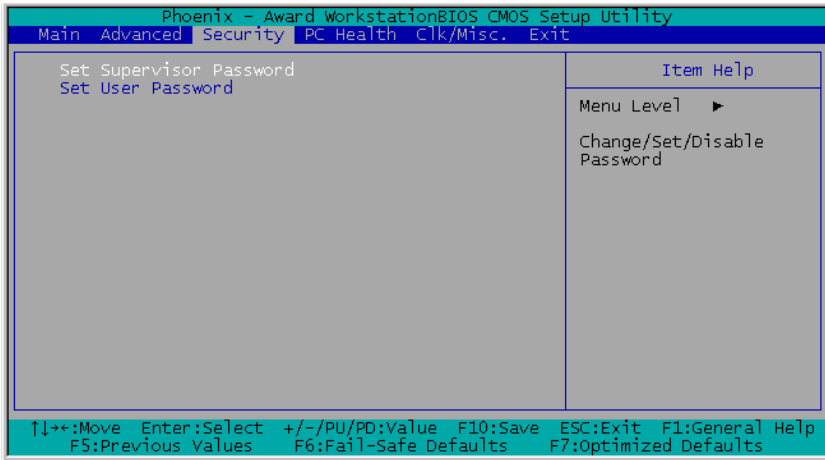 Phoenix - Award WorkstationBIOS CMOS Setup Utility
Main Advanced Security PC Health Clk/Misc. Exit
Set Supervisor Password
Set User Password
Item Help
Menu Level ►
Change/Set/Disable
Password
↑↓→←:Move Enter:Select +/-/PU/PD:Value F10:Save ESC:Exit F1:General Help
F5:Previous Values F6:Fail-Safe Defaults F7:Optimized Defaults